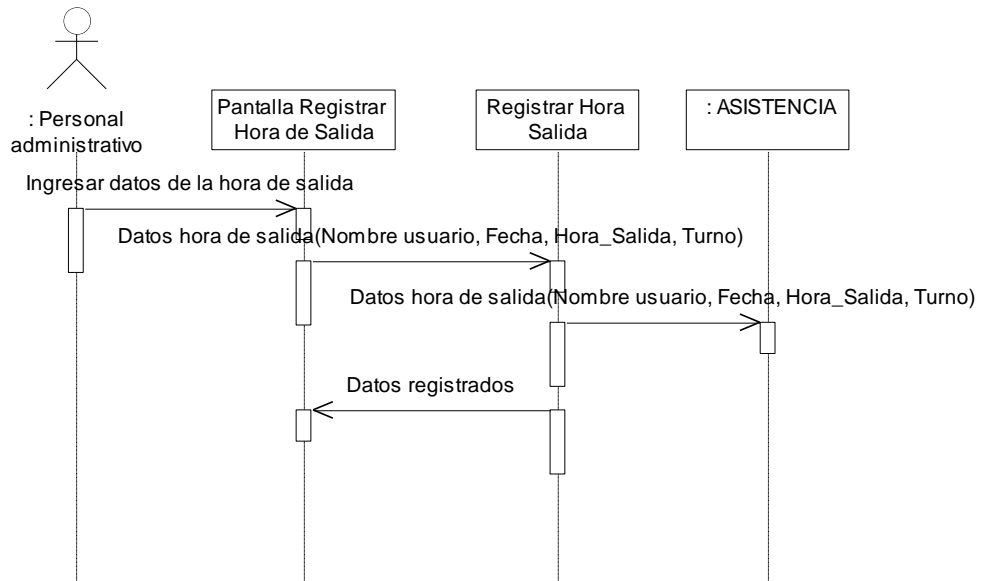 : Personal
administrativo
Pantalla Registrar
Hora de Salida
Registrar Hora
Salida
: ASISTENCIA
Ingresar datos de la hora de salida
Datos hora de salida(Nombre usuario, Fecha, Hora_Salida, Turno)
Datos hora de salida(Nombre usuario, Fecha, Hora_Salida, Turno)
Datos registrados